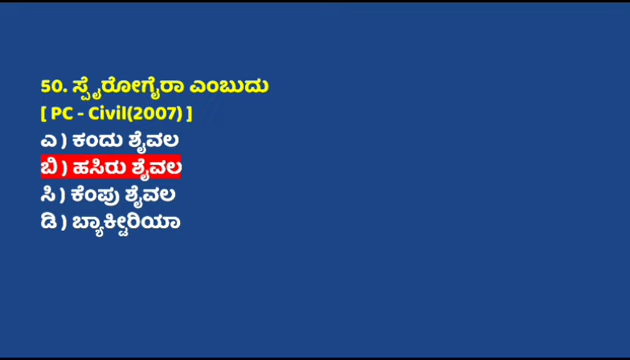 50. ಸ್ಪೈರೋಗೈರಾ ಎಂಬುದು
[ PC - Civil(2007) ]
ಎ ) ಕಂದು ಶೈವಲ
ಬಿ ) ಹಸಿರು ಶೈವಲ
ಸಿ ) ಕೆಂಪು ಶೈವಲ
ಡಿ ) ಬ್ಯಾಕ್ಟೀರಿಯಾ